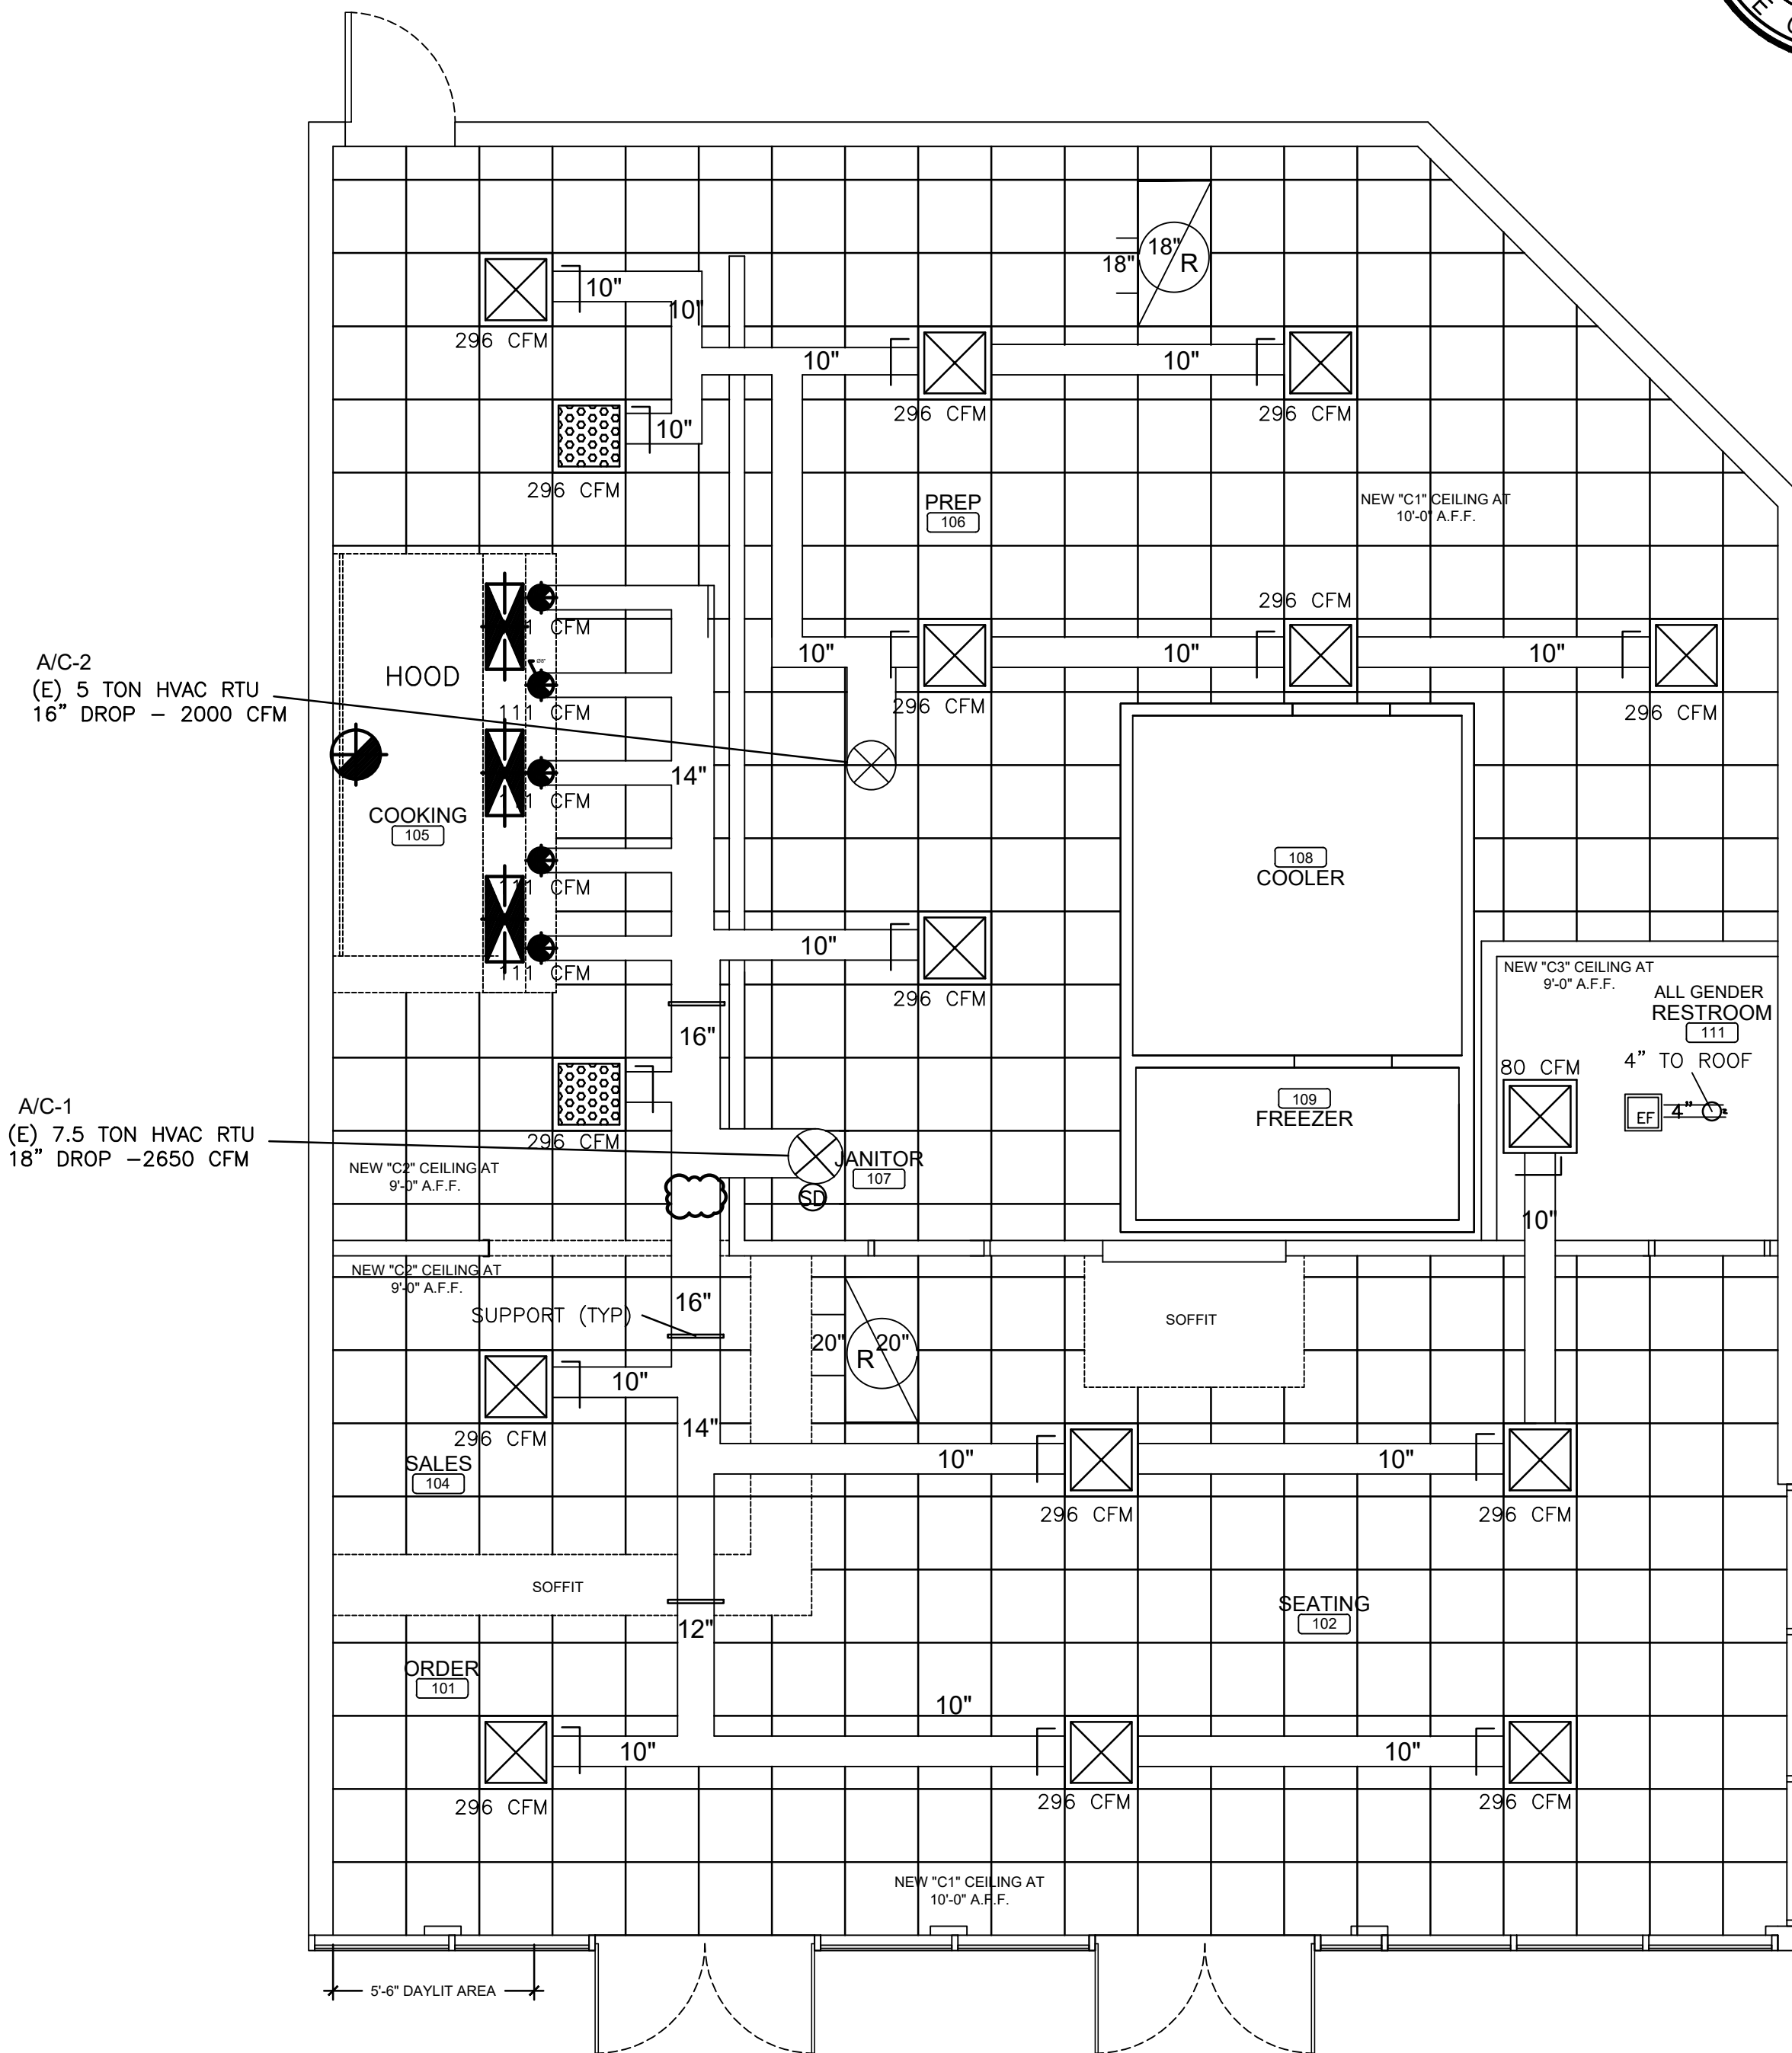 18"
18"
R
10"
10"
296 CFM
10"
10"
296 CFM
296 CFM
10"
296 CFM
PREP
106
NEW "C1" CEILING AT
10'-0" A.F.F.
296 CFM
CFM
A/C-2
(E) 5 TON HVAC RTU
16" DROP - 2000 CFM
HOOD
10"
10"
10"
111 CFM
296 CFM
296 CFM
14"
111 CFM
COOKING
105
108
COOLER
111 CFM
10"
111 CFM
296 CFM
NEW "C3" CEILING AT
9'-0" A.F.F.
ALL GENDER
RESTROOM
111
16"
4" TO ROOF
80 CFM
109
FREEZER
EF
4"
A/C-1
(E) 7.5 TON HVAC RTU
18" DROP -2650 CFM
296 CFM
NEW "C2" CEILING AT
9'-0" A.F.F.
JANITOR
107
SD
10"
NEW "C2" CEILING AT
9'-0" A.F.F.
16"
SUPPORT (TYP)
SOFFIT
20"
20"
R
10"
14"
296 CFM
SALES
104
10"
10"
296 CFM
296 CFM
SOFFIT
12"
SEATING
102
ORDER
101
10"
10"
10"
296 CFM
296 CFM
296 CFM
NEW "C1" CEILING AT
10'-0" A.F.F.
5'-6" DAYLIT AREA